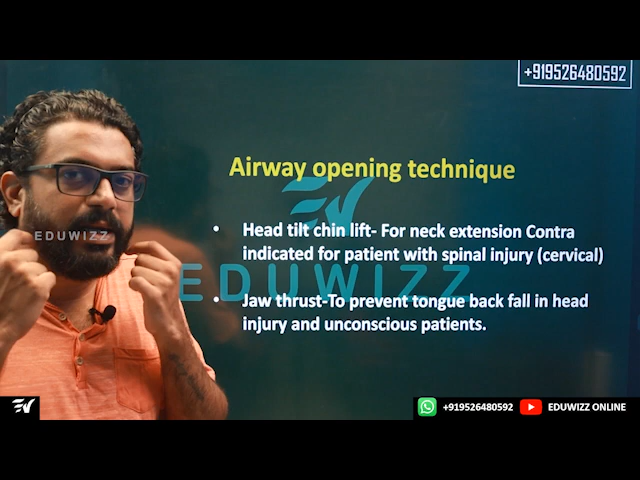 +919526480592
Airway opening technique
EDUWIZZ
• Head tilt chin lift- For neck extension Contra
indicated for patient with spinal injury (cervical)
EDUWIZZ
• Jaw thrust-To prevent tongue back fall in head
injury and unconscious patients.
+919526480592 EDUWIZZ ONLINE